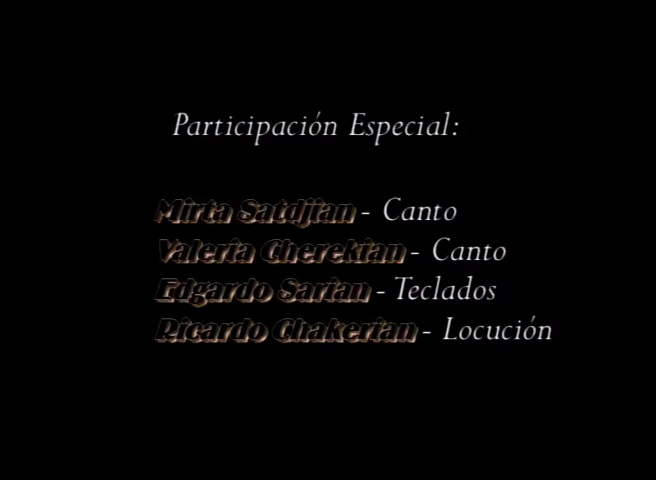 Participación Especial:
Mirta Satdjian - Canto
Valeria Cherekian - Canto
Edgardo Sarian - Teclados
Ricardo Chakerian - Locución